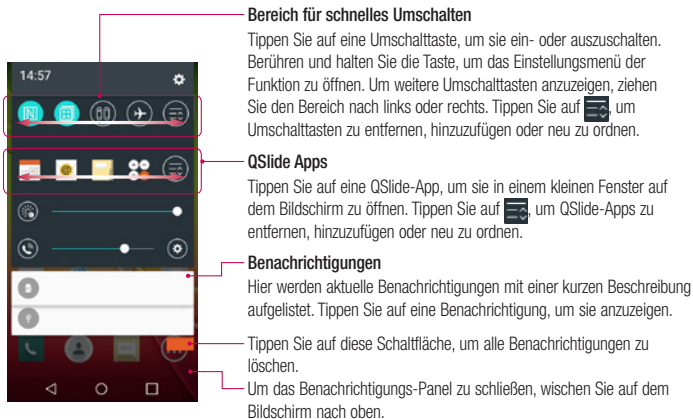 Bereich für schnelles Umschalten
Tippen Sie auf eine Umschalttaste, um sie ein- oder auszuschalten.
Berühren und halten Sie die Taste, um das Einstellungsmenü der
Funktion zu öffnen. Um weitere Umschalttasten anzuzeigen, ziehen
Sie den Bereich nach links oder rechts. Tippen Sie auf , um
Umschalttasten zu entfernen, hinzuzufügen oder neu zu ordnen.
14:57
QSlide Apps
Tippen Sie auf eine QSlide-App, um sie in einem kleinen Fenster auf
dem Bildschirm zu öffnen. Tippen Sie auf , um QSlide-Apps zu
entfernen, hinzuzufügen oder neu zu ordnen.
Benachrichtigungen
Hier werden aktuelle Benachrichtigungen mit einer kurzen Beschreibung
aufgelistet. Tippen Sie auf eine Benachrichtigung, um sie anzuzeigen.
Tippen Sie auf diese Schaltfläche, um alle Benachrichtigungen zu
löschen.
Um das Benachrichtigungs-Panel zu schließen, wischen Sie auf dem
Bildschirm nach oben.